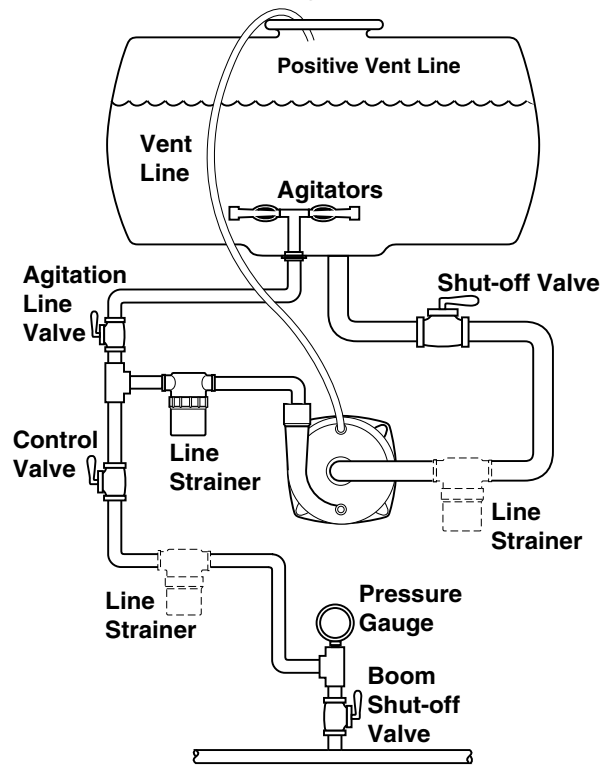 Positive Vent Line
Vent
Line
Agitators
Agitation
Line
Valve
Shut-off Valve
Control
Valve
Line
Strainer
Line
Strainer
Line
Strainer
Pressure
Gauge
Boom
Shut-off
Valve